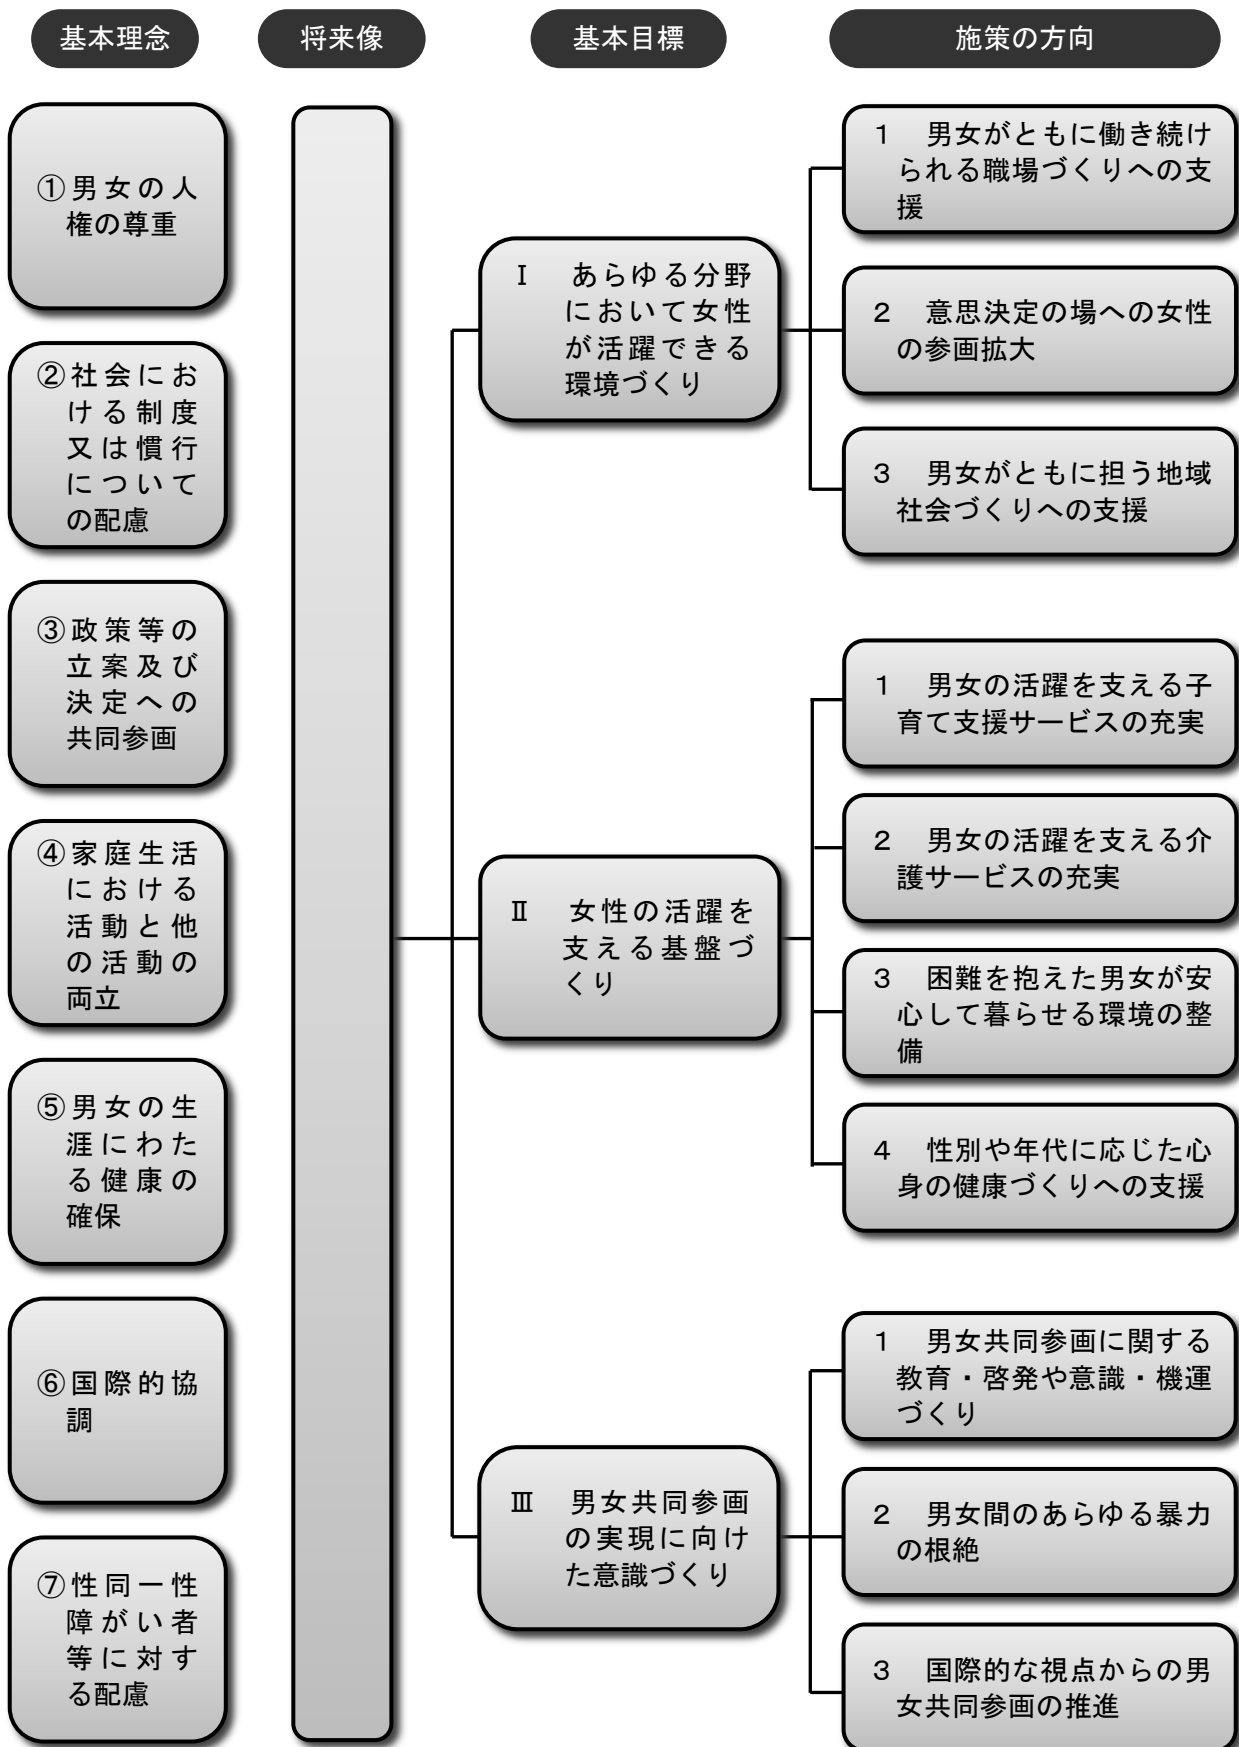 基本理念
将来像
基本目標
施策の方向
①男女の人
権の尊重
②社会にお
ける制度
又は慣行
について
の配慮
③政策等の
立案及び
決定への
共同参画
④家庭生活
における
活動と他
の活動の
両立
⑤男女の生
涯にわた
る健康の
確保
⑥国際的協
調
⑦性同一性
障がい者
等に対す
る配慮
Ⅰ　あらゆる分野
において女性
が活躍できる
環境づくり
1　男女がともに働き続け
られる職場づくりへの支
援
2　意思決定の場への女性
の参画拡大
3　男女がともに担う地域
社会づくりへの支援
Ⅱ　女性の活躍を
支える基盤づ
くり
1　男女の活躍を支える子
育て支援サービスの充実
2　男女の活躍を支える介
護サービスの充実
3　困難を抱えた男女が安
心して暮らせる環境の整
備
4　性別や年代に応じた心
身の健康づくりへの支援
Ⅲ　男女共同参画
の実現に向け
た意識づくり
1　男女共同参画に関する
教育・啓発や意識・機運
づくり
2　男女間のあらゆる暴力
の根絶
3　国際的な視点からの男
女共同参画の推進